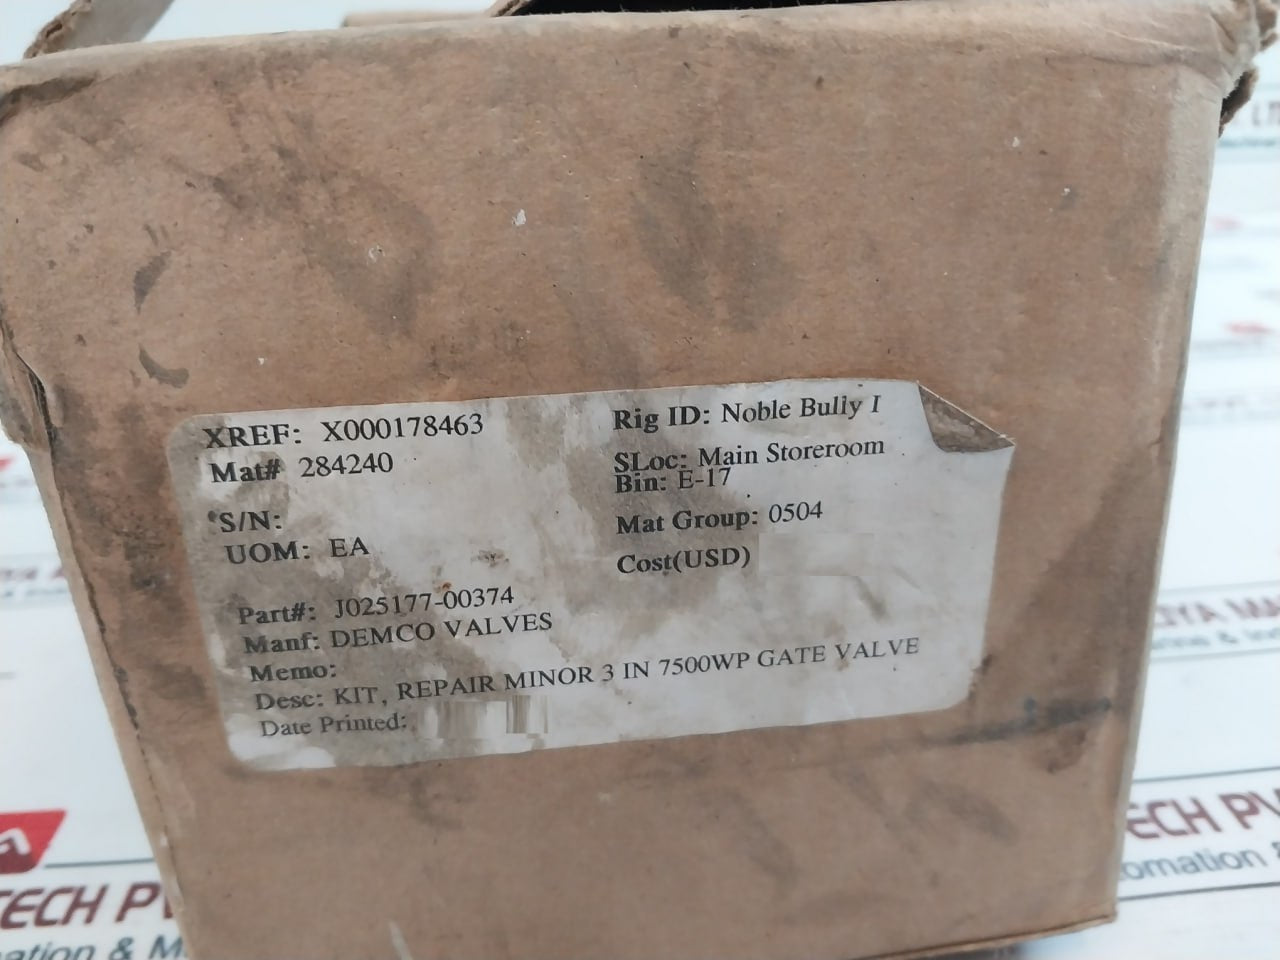 XREF: X000178463
Mat# 284240
S/N:
UOM: EA
Rig ID: Noble Bully I
SLoc: Main Storeroom
Bin: E-17
Mat Group: 0504
Cost(USD)
Part#: J025177-00374
Manf: DEMCO VALVES
Memo:
Desc: KIT, REPAIR MINOR 3 IN 7500WP GATE VALVE
Date Printed:
TECH
& M
ECH PV
omation &